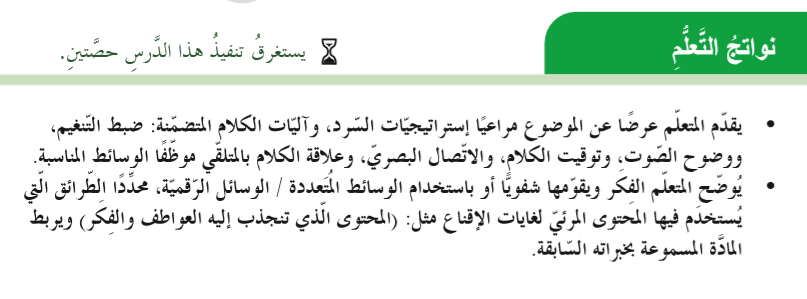 نواتجُ التَّعلُّمِ
يستغرقُ تنفيذُ هذا الدَّرسِ حصَّتينِ.
• يقدّم المتعلّم عرضًا عن الموضوع مراعيًا إستراتيجيّات السّرد، وآليّات الكلام المتضمّنة: ضبط التّنغيم،
ووضوح الصّوت، وتوقيت الكلام، والاتّصال البصريّ، وعلاقة الكلام بالمتلقّي موظّفًا الوسائط المناسبة.
• يُوضّح المتعلّم الفِكَر ويقوّمها شفويًّا أو باستخدام الوسائط المُتعددة / الوسائل الرّقميّة، محدِّدًا الطّرائق الّتي
يُستخدَم فيها المحتوى المرئيّ لغايات الإقناع مثل: (المحتوى الّذي تنجذب إليه العواطف والفِكَر) ويربط
المادَّة المسموعة بخبراته السّابقة.